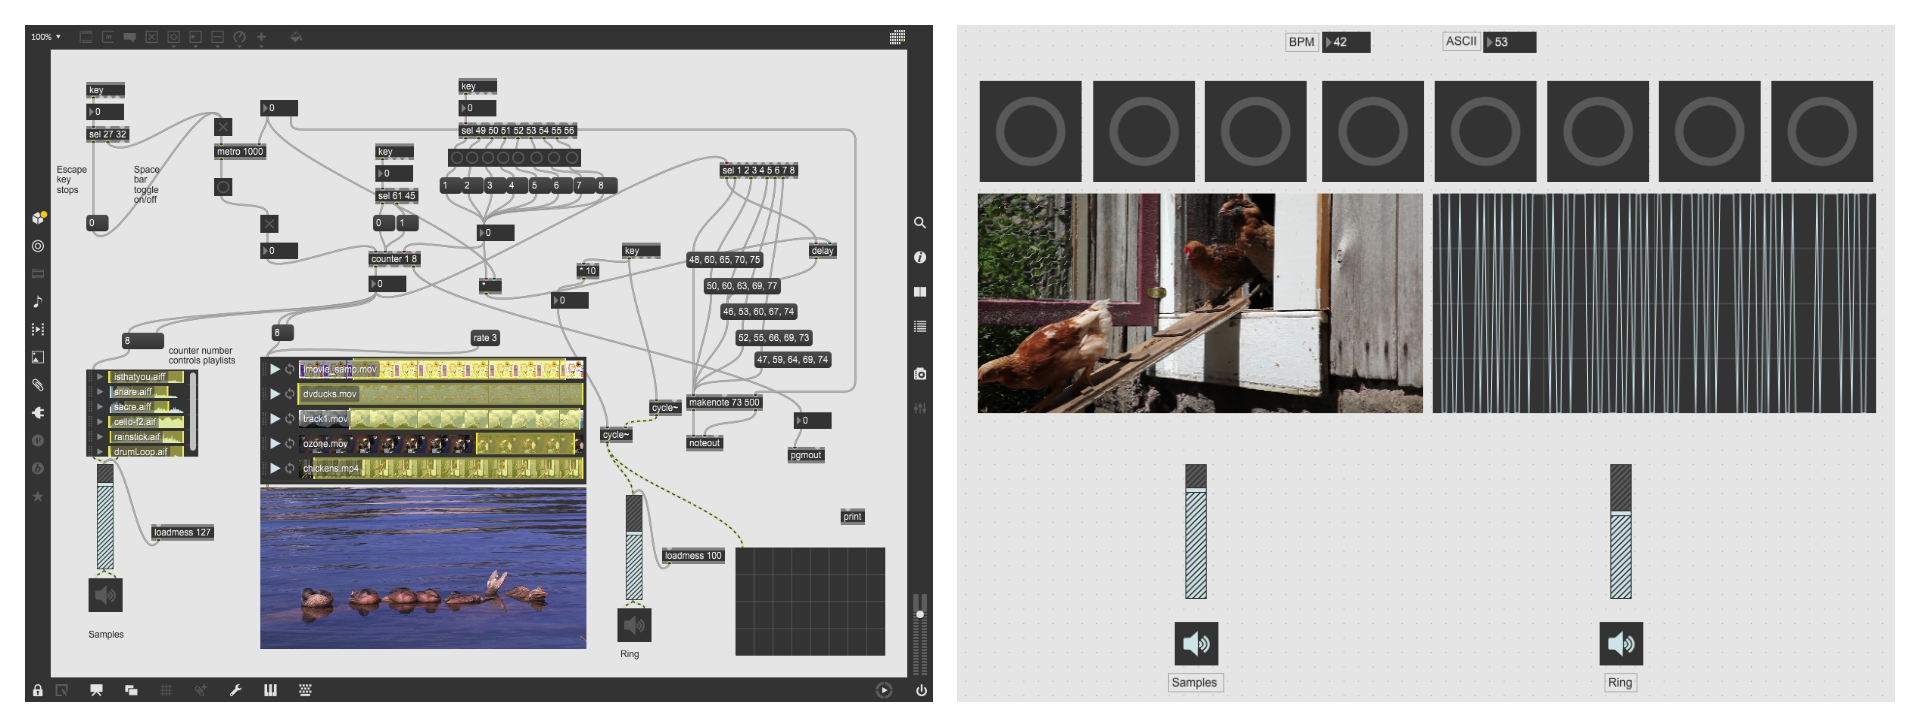 100%
BPM 42
ASCII 53
key
0
sel 27 32
Escape
key
stops
Space
bar
toggle
on/off
0
metro 1000
0
0
key
0
sel 61 45
0 1
counter 1 8
0
key
0
sel 49 50 51 52 53 54 55 56
1 2 3 4 5 6 7 8
0
*
key
* 10
0
sel 1 2 3 4 5 6 7 8
delay
48, 60, 65, 70, 75
50, 60, 63, 69, 77
46, 53, 60, 67, 74
52, 55, 66, 69, 73
47, 59, 64, 69, 74
8
8
rate 3
counter number
controls playlists
isthatyou.aiff
snare.aiff
sacre.aiff
cello-f2.aiff
rainstick.aif
drumLoop.aif
imovie_samp.mov
dvducks.mov
track1.mov
ozone.mov
chickens.mp4
cycle~
cycle~
makenote 73 500
noteout
0
pgmout
print
loadmess 127
loadmess 100
Samples
Ring
Samples
Ring